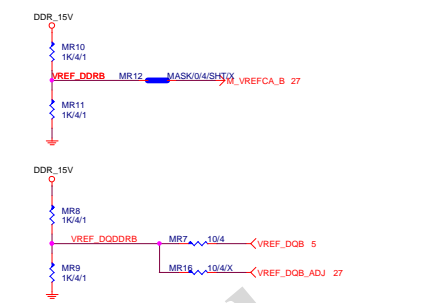 DDR_15V
MR10
1K/4/1
VREF_DDRB MR12 MASK/0/4/SHT/X M_VREFCA_B 27
MR11
1K/4/1
DDR_15V
MR8
1K/4/1
VREF_DQDDRB MR7 10/4 VREF_DQB 5
MR9
1K/4/1
MR16 10/4/X VREF_DQB_ADJ 27